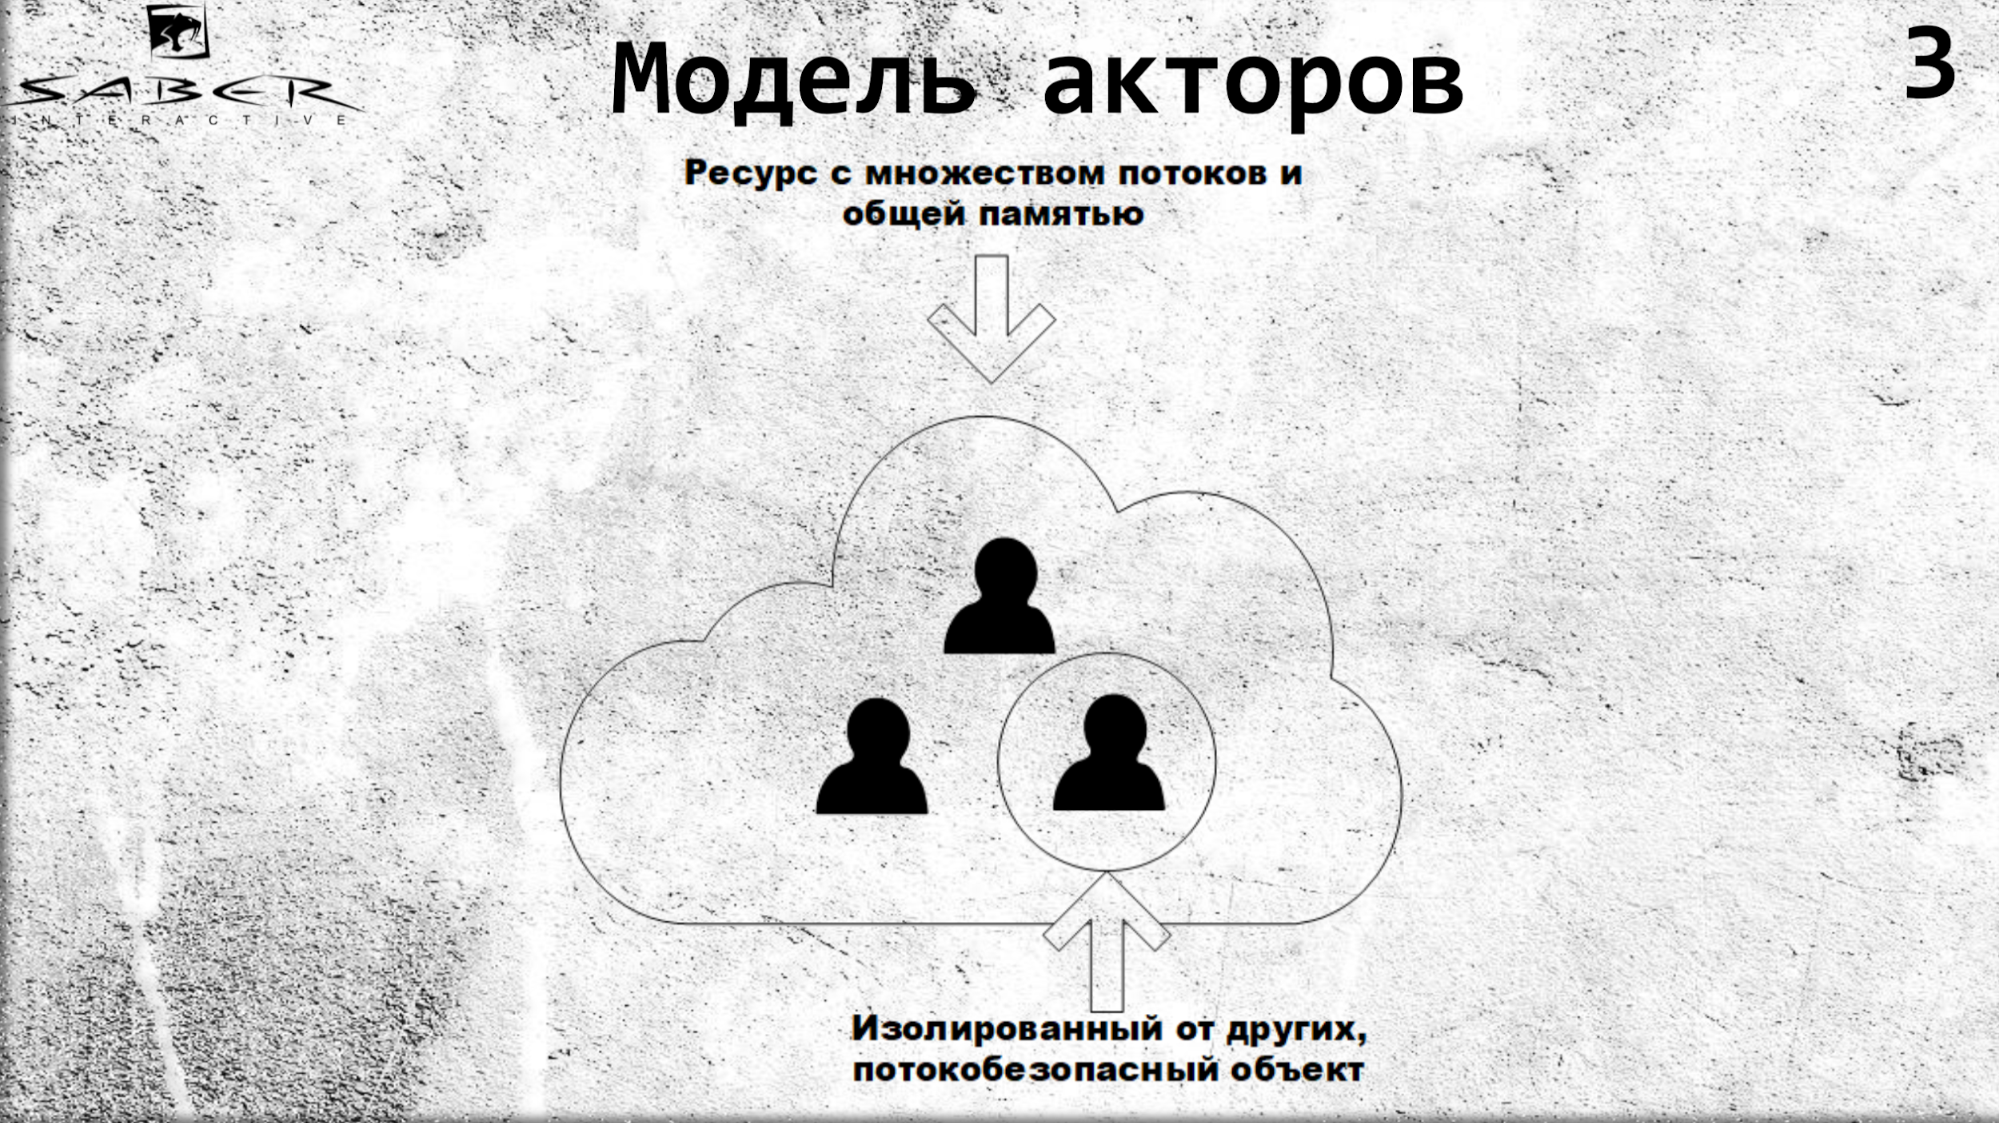 SABER
INTERACTIVE
Модель акторов
3
Ресурс с множеством потоков и
общей памятью
Изолированный от других,
потокобезопасный объект